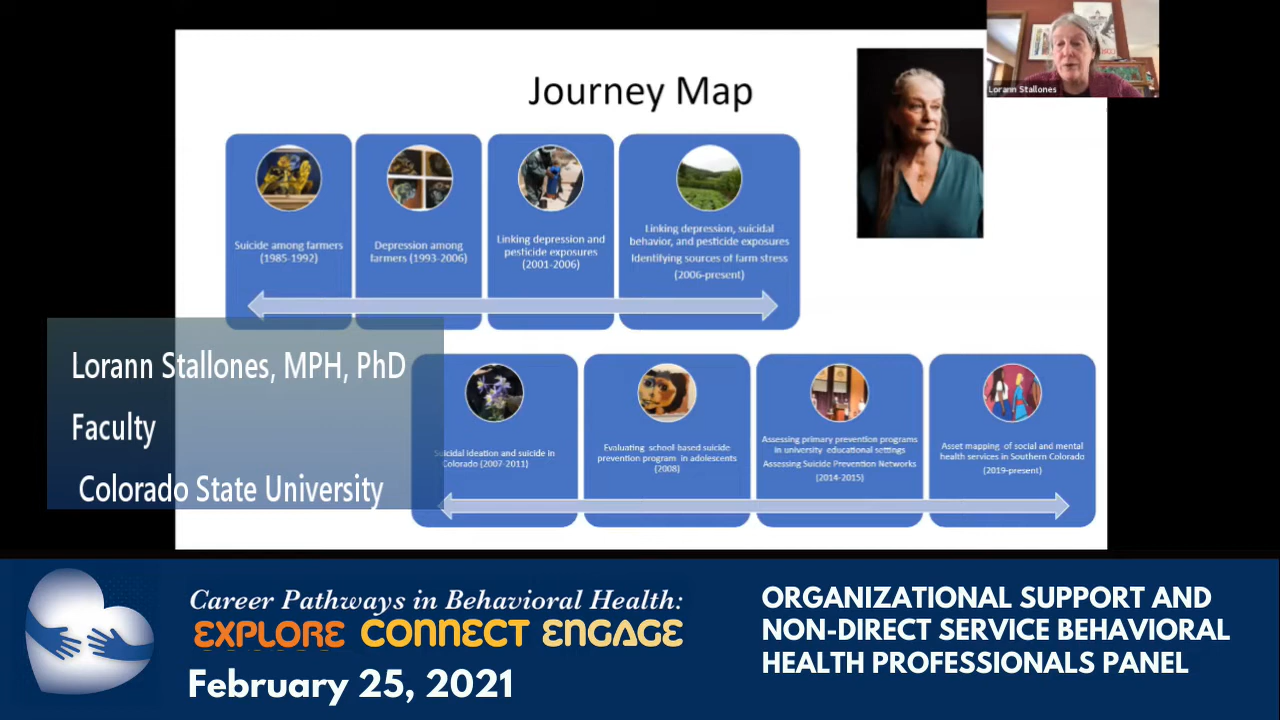 Journey Map
Lorann Stallones
Suicide among farmers
(1985-1992)
Depression among
farmers (1993-2006)
Linking depression and
pesticide exposures
(2001-2006)
Linking depression, suicidal
behavior, and pesticide exposures
Identifying sources of farm stress
(2006-present)
Suicidal ideation and suicide in
Colorado (2007-2011)
Evaluating school based suicide
prevention program in adolescents
(2008)
Assessing primary prevention programs
in university educational settings
Assessing Suicide Prevention Networks
(2014-2015)
Asset mapping of social and mental
health services in Southern Colorado
(2019-present)
Lorann Stallones, MPH, PhD
Faculty
Colorado State University
Career Pathways in Behavioral Health:
EXPLORE CONNECT ENGAGE
February 25, 2021
ORGANIZATIONAL SUPPORT AND
NON-DIRECT SERVICE BEHAVIORAL
HEALTH PROFESSIONALS PANEL